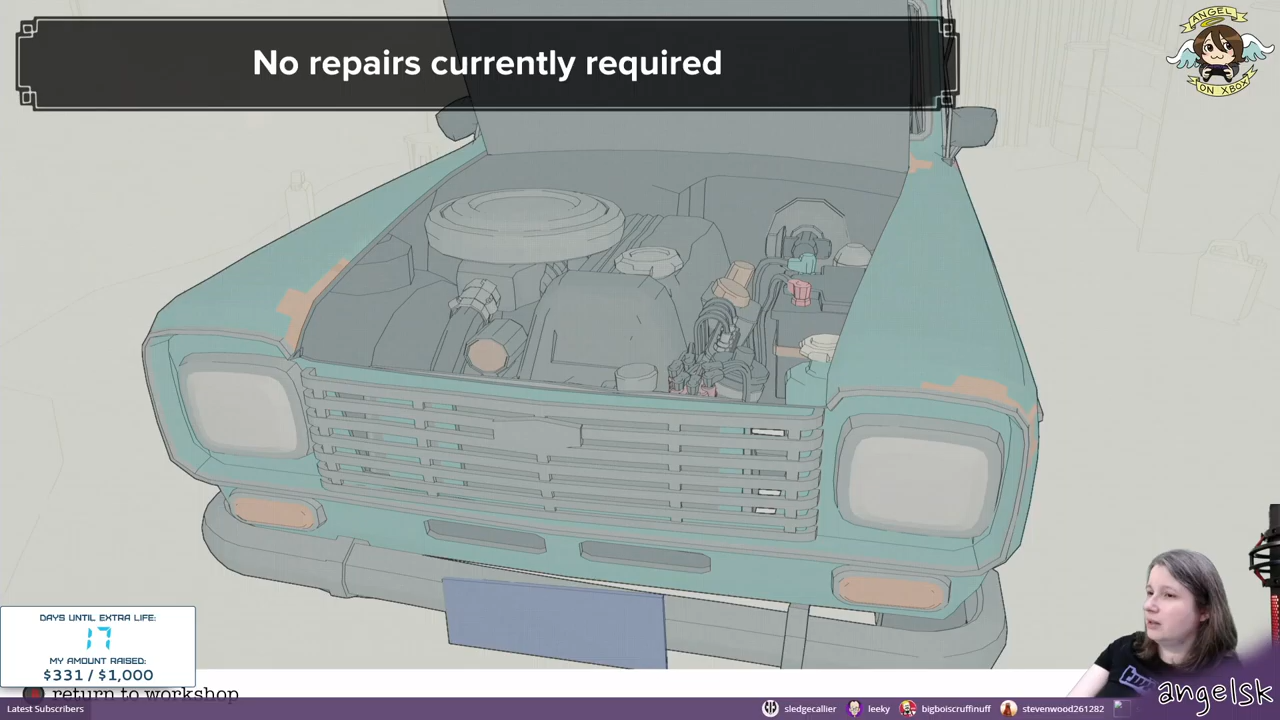 No repairs currently required
ANGEL
ON XBOX
DAYS UNTIL EXTRA LIFE:
17
MY AMOUNT RAISED:
$331 / $1,000
return to workshop
angelsk
Latest Subscribers
sledgecallier
leeky
bigboiscruffinuff
stevenwood261282